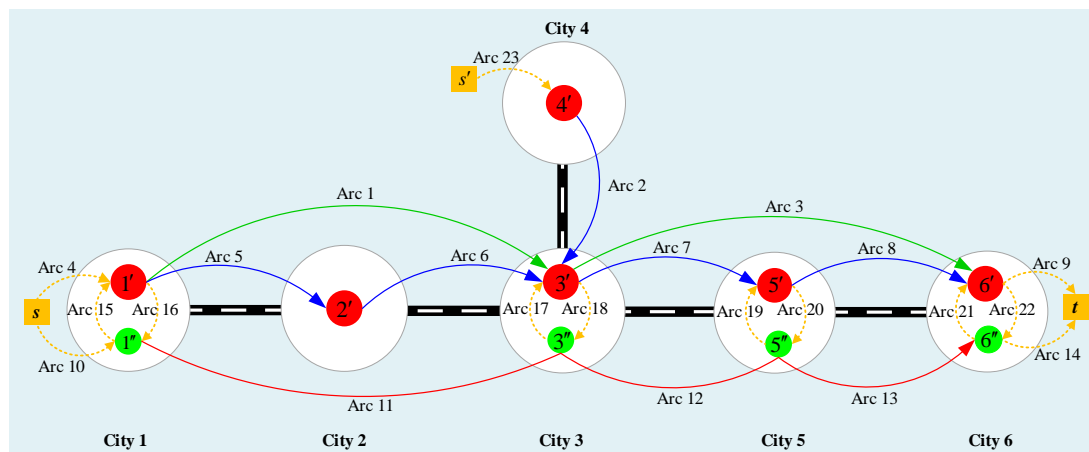 City 4
Arc 23
s′
4′
Arc 2
Arc 1
Arc 3
Arc 4
1′
Arc 5
2′
Arc 6
3′
Arc 7
5′
Arc 8
6′
Arc 9
s
Arc 15
Arc 16
Arc 17
Arc 18
Arc 19
Arc 20
Arc 21
Arc 22
t
1″
3″
5″
6″
Arc 10
Arc 14
Arc 11
Arc 12
Arc 13
City 1
City 2
City 3
City 5
City 6